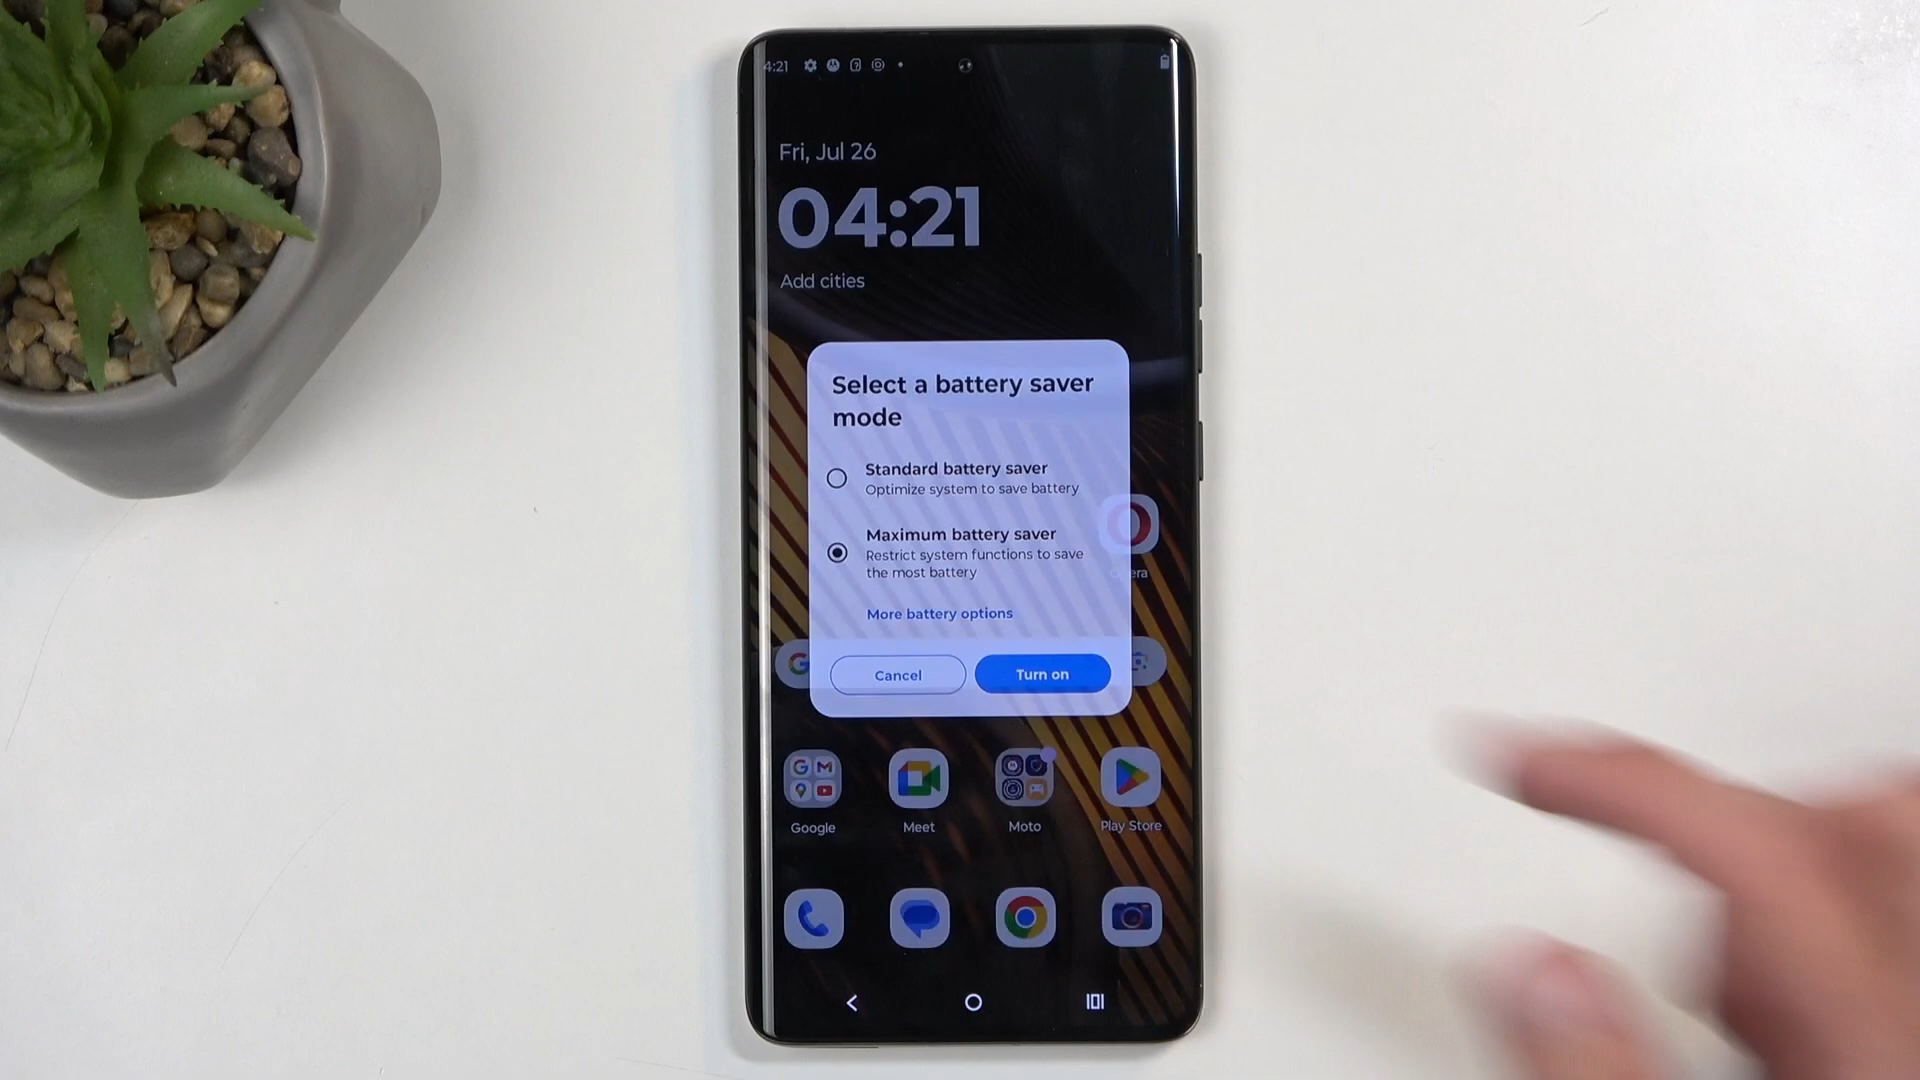 4:21
Fri, Jul 26
04:21
Add cities
Select a battery saver
mode
Standard battery saver
Optimize system to save battery
Maximum battery saver
Restrict system functions to save
the most battery
More battery options
Cancel
Turn on
Google
Meet
Moto
Play Store